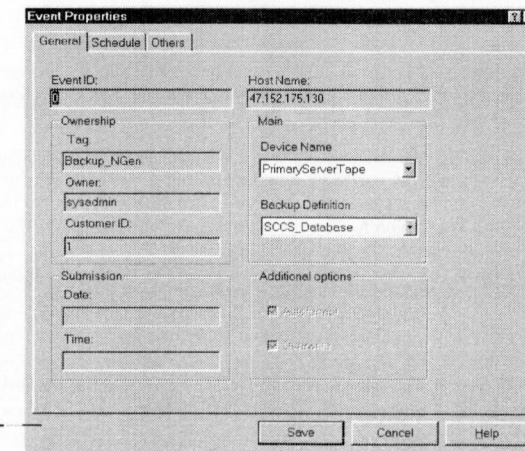 Event Properties
General Schedule Others
Event ID:
0
Host Name:
47.152.175.130
Ownership
Tag:
Backup_NGen
Owner:
sysadmin
Customer ID:
1
Main
Device Name
PrimaryServerTape
Backup Definition
SCCS_Database
Submission
Date:
Time:
Additional options
Save Cancel Help